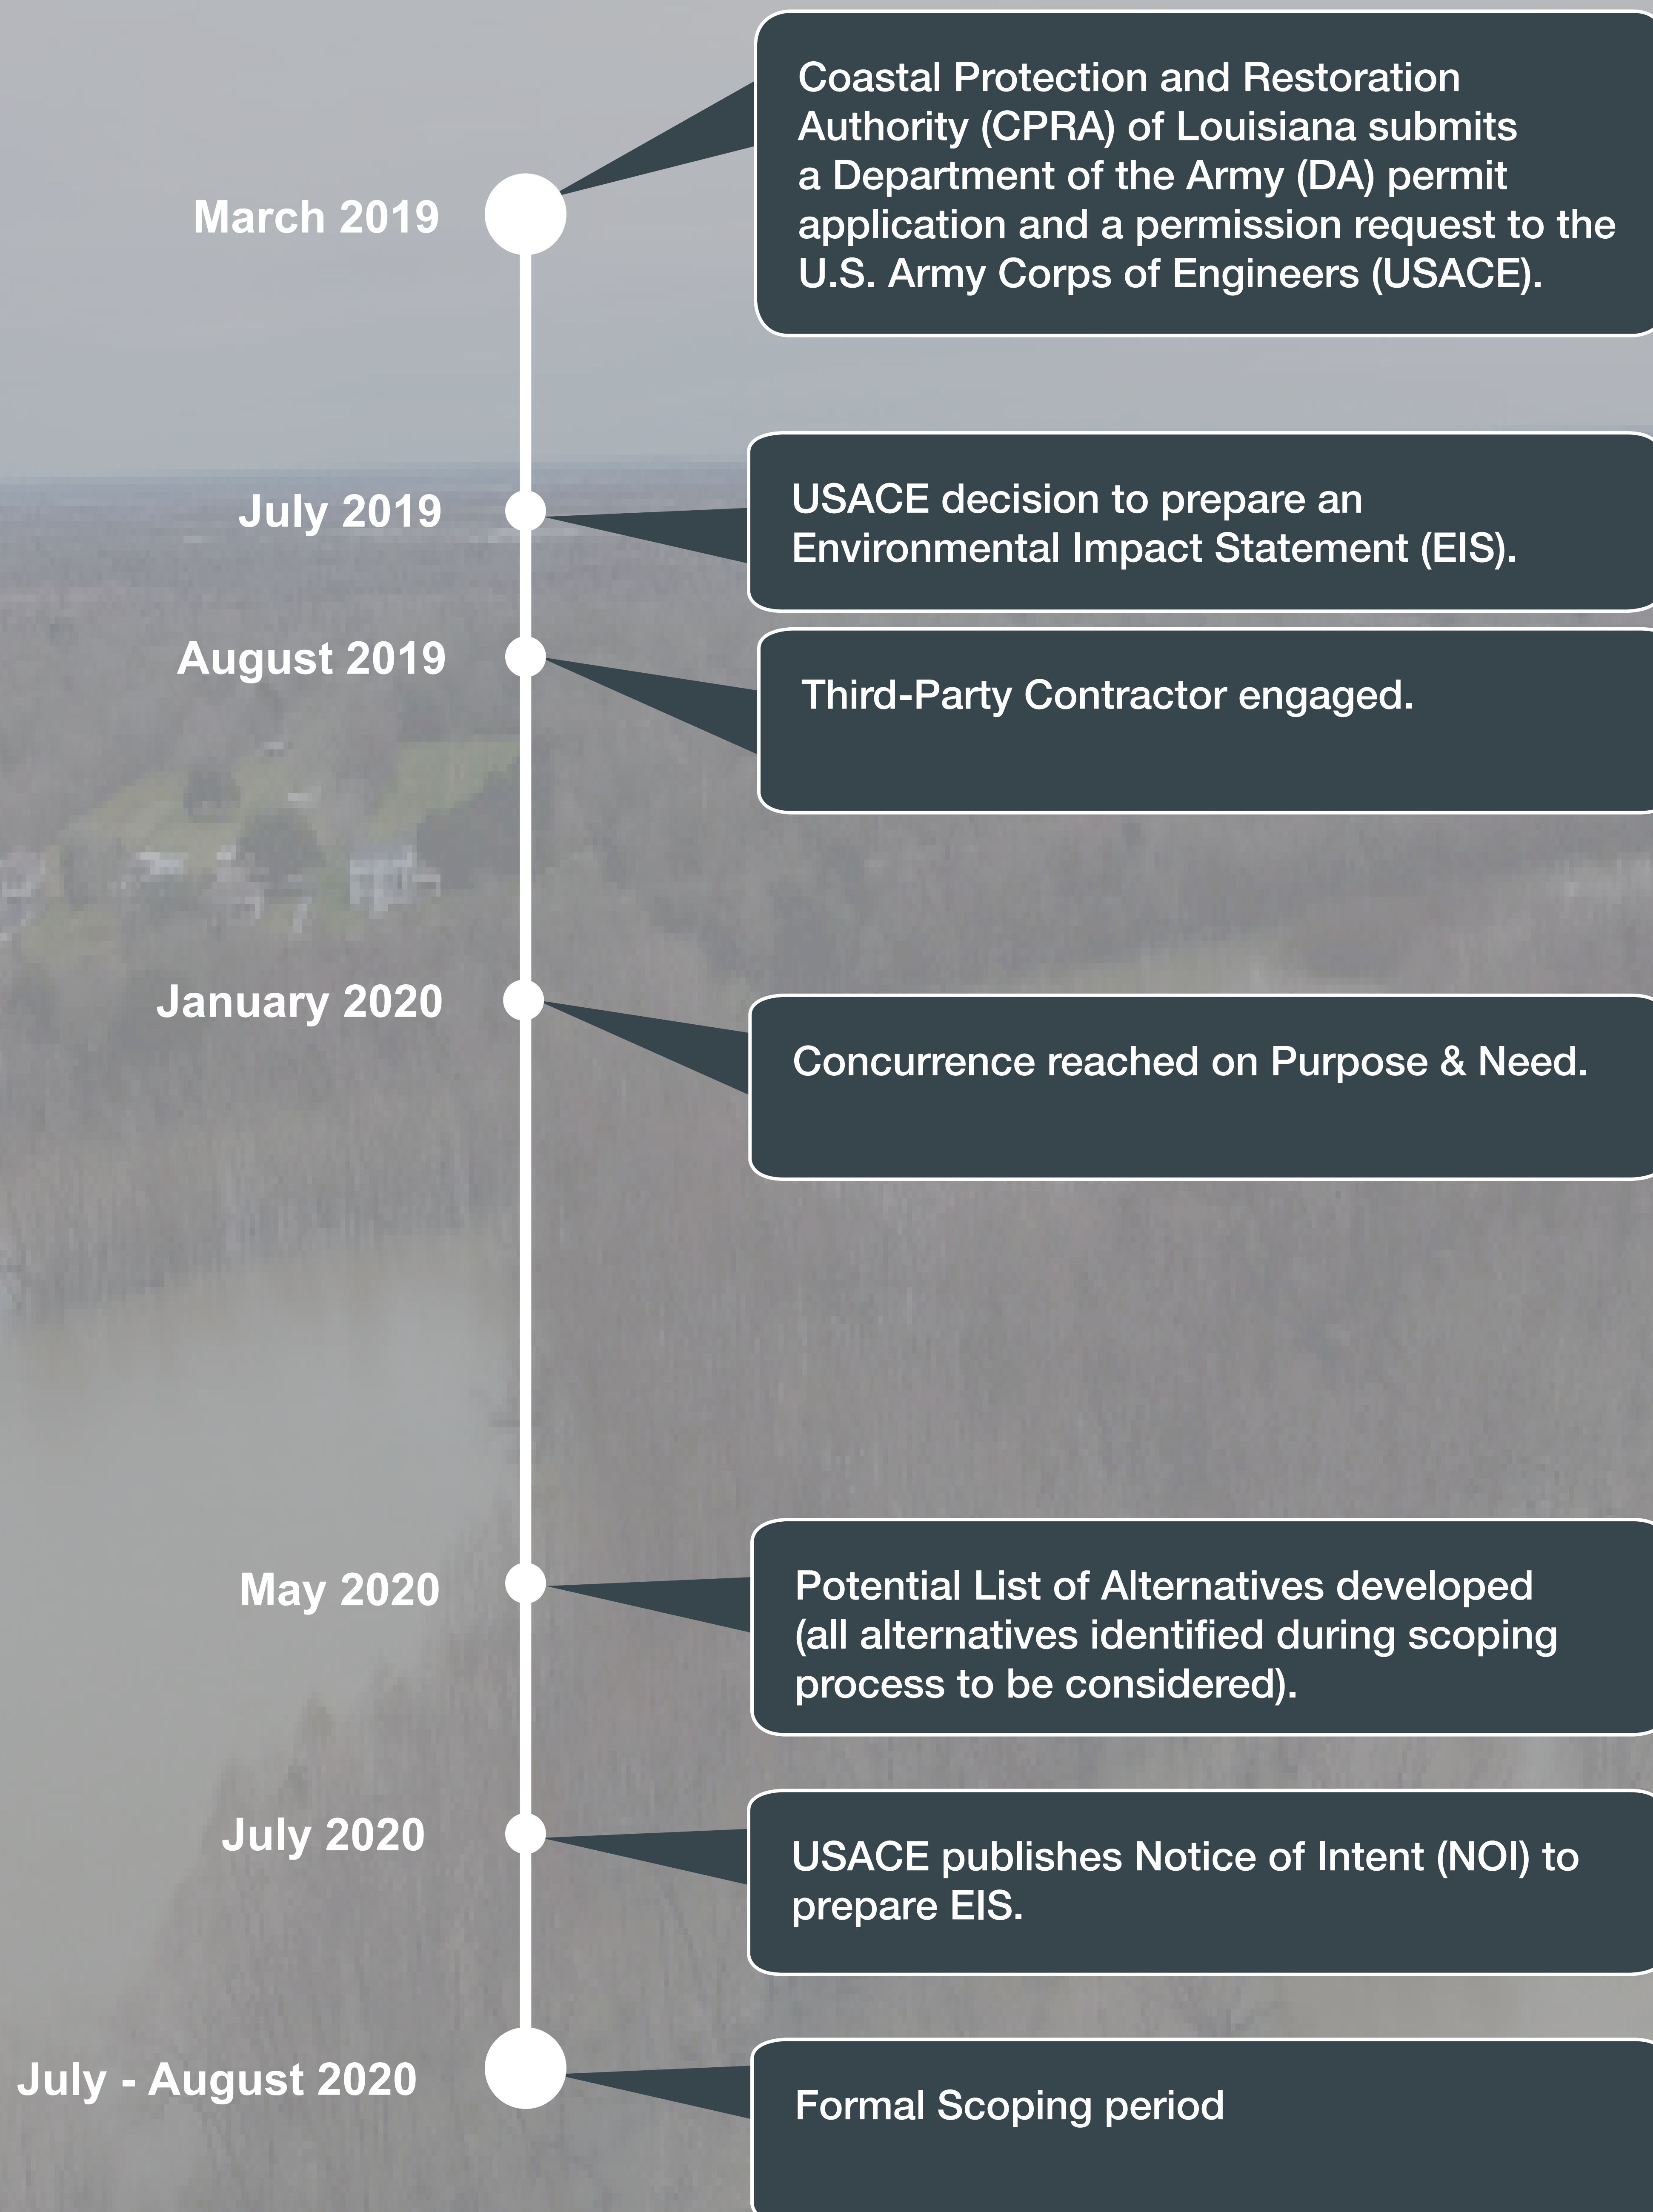 March 2019
Coastal Protection and Restoration
Authority (CPRA) of Louisiana submits
a Department of the Army (DA) permit
application and a permission request to the
U.S. Army Corps of Engineers (USACE).
July 2019
USACE decision to prepare an
Environmental Impact Statement (EIS).
August 2019
Third-Party Contractor engaged.
January 2020
Concurrence reached on Purpose & Need.
May 2020
Potential List of Alternatives developed
(all alternatives identified during scoping
process to be considered).
July 2020
USACE publishes Notice of Intent (NOI) to
prepare EIS.
July - August 2020
Formal Scoping period